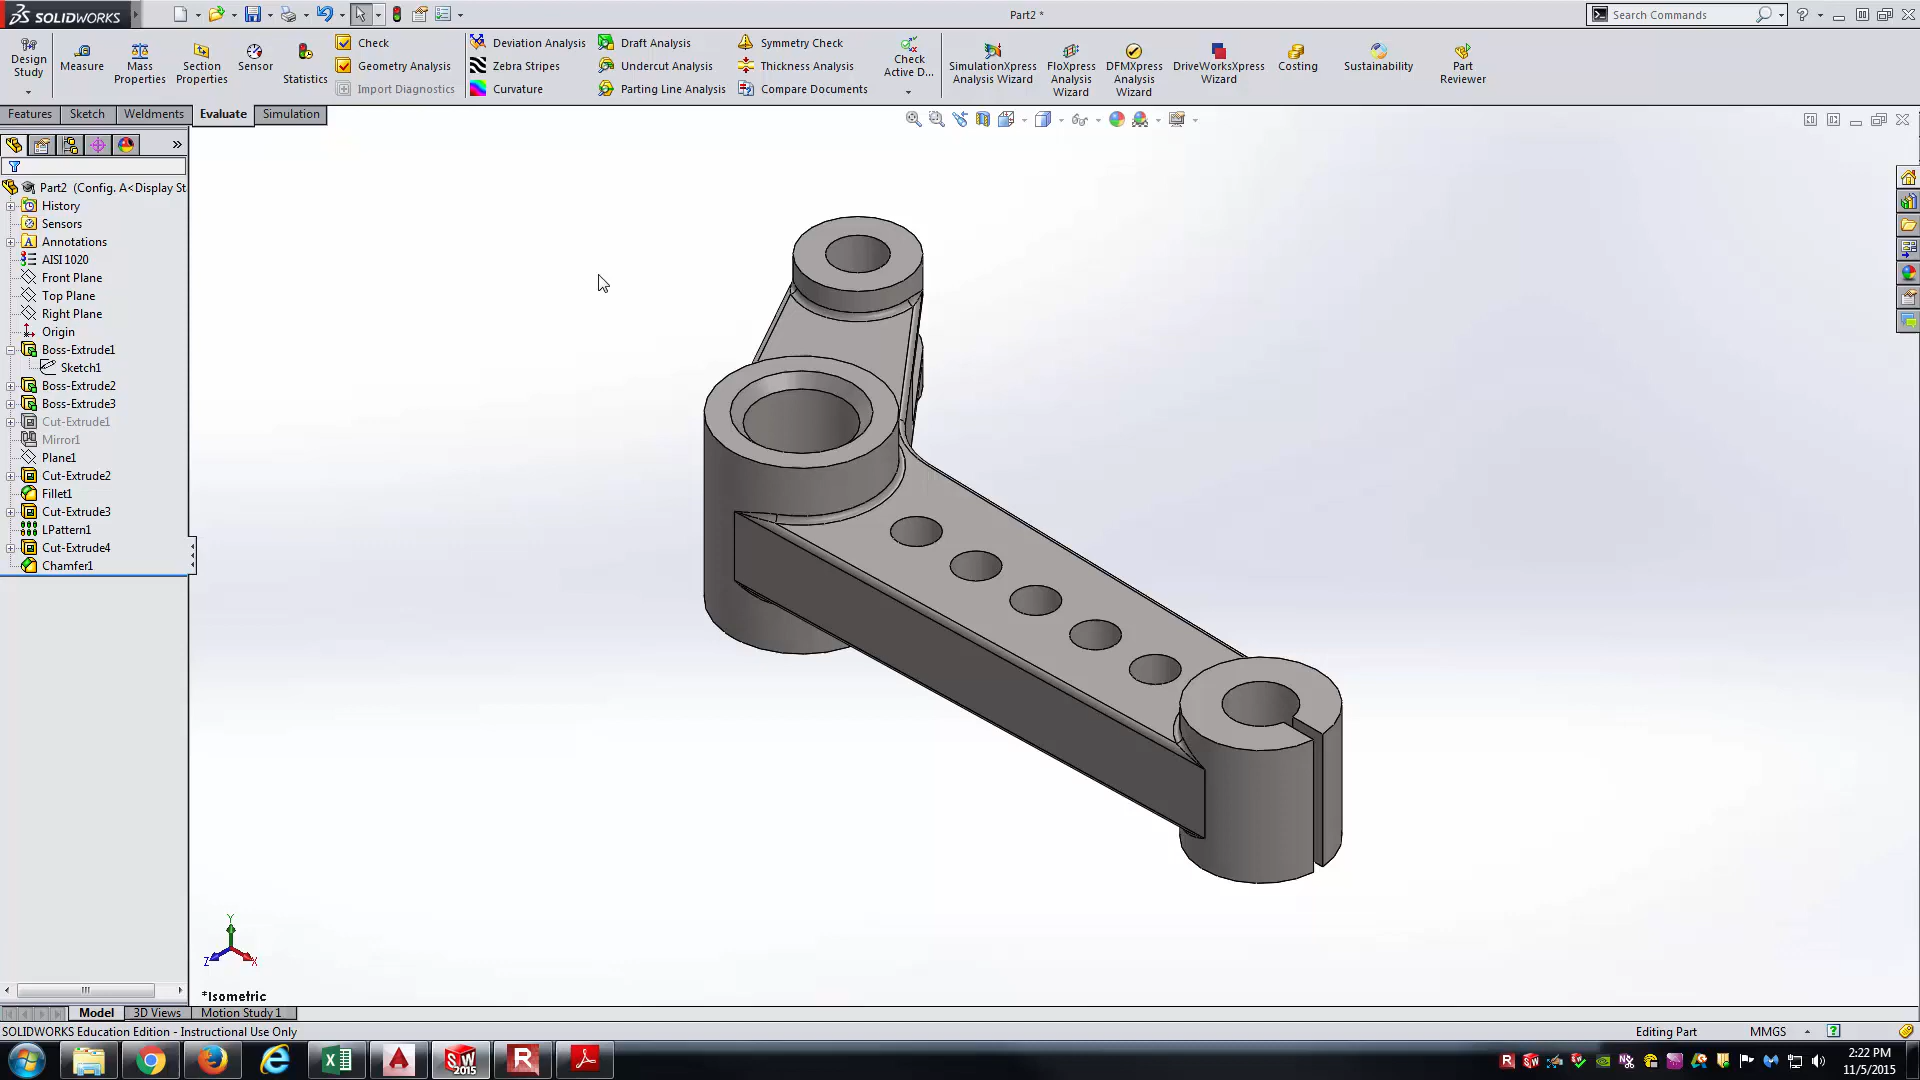 SOLIDWORKS
Part2 *
Search Commands
Design Study
Measure
Mass Properties
Section Properties
Sensor
Statistics
Check
Geometry Analysis
Import Diagnostics
Deviation Analysis
Zebra Stripes
Curvature
Draft Analysis
Undercut Analysis
Parting Line Analysis
Symmetry Check
Thickness Analysis
Compare Documents
Check Active D...
SimulationXpress Analysis Wizard
FloXpress Analysis Wizard
DFMXpress Analysis Wizard
DriveWorksXpress Wizard
Costing
Sustainability
Part Reviewer
Features
Sketch
Weldments
Evaluate
Simulation
Part2 (Config. A<Display St
History
Sensors
Annotations
AISI 1020
Front Plane
Top Plane
Right Plane
Origin
Boss-Extrude1
Sketch1
Boss-Extrude2
Boss-Extrude3
Cut-Extrude1
Mirror1
Plane1
Cut-Extrude2
Fillet1
Cut-Extrude3
LPattern1
Cut-Extrude4
Chamfer1
Y
Z
X
*Isometric
Model
3D Views
Motion Study 1
SOLIDWORKS Education Edition - Instructional Use Only
Editing Part
MMGS
2:22 PM
11/5/2015